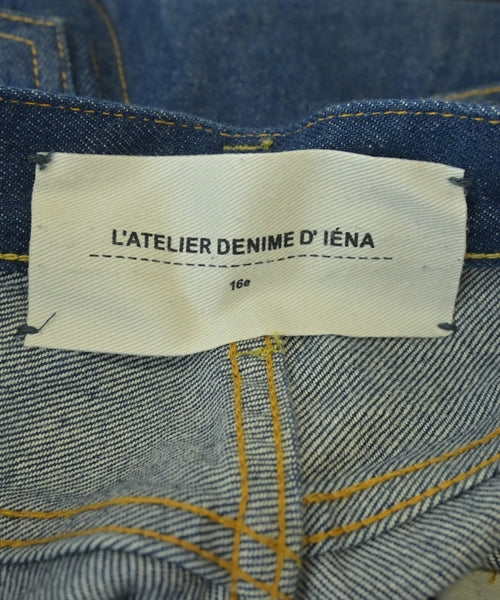 L'ATELIER DENIME D' IÉNA
16e